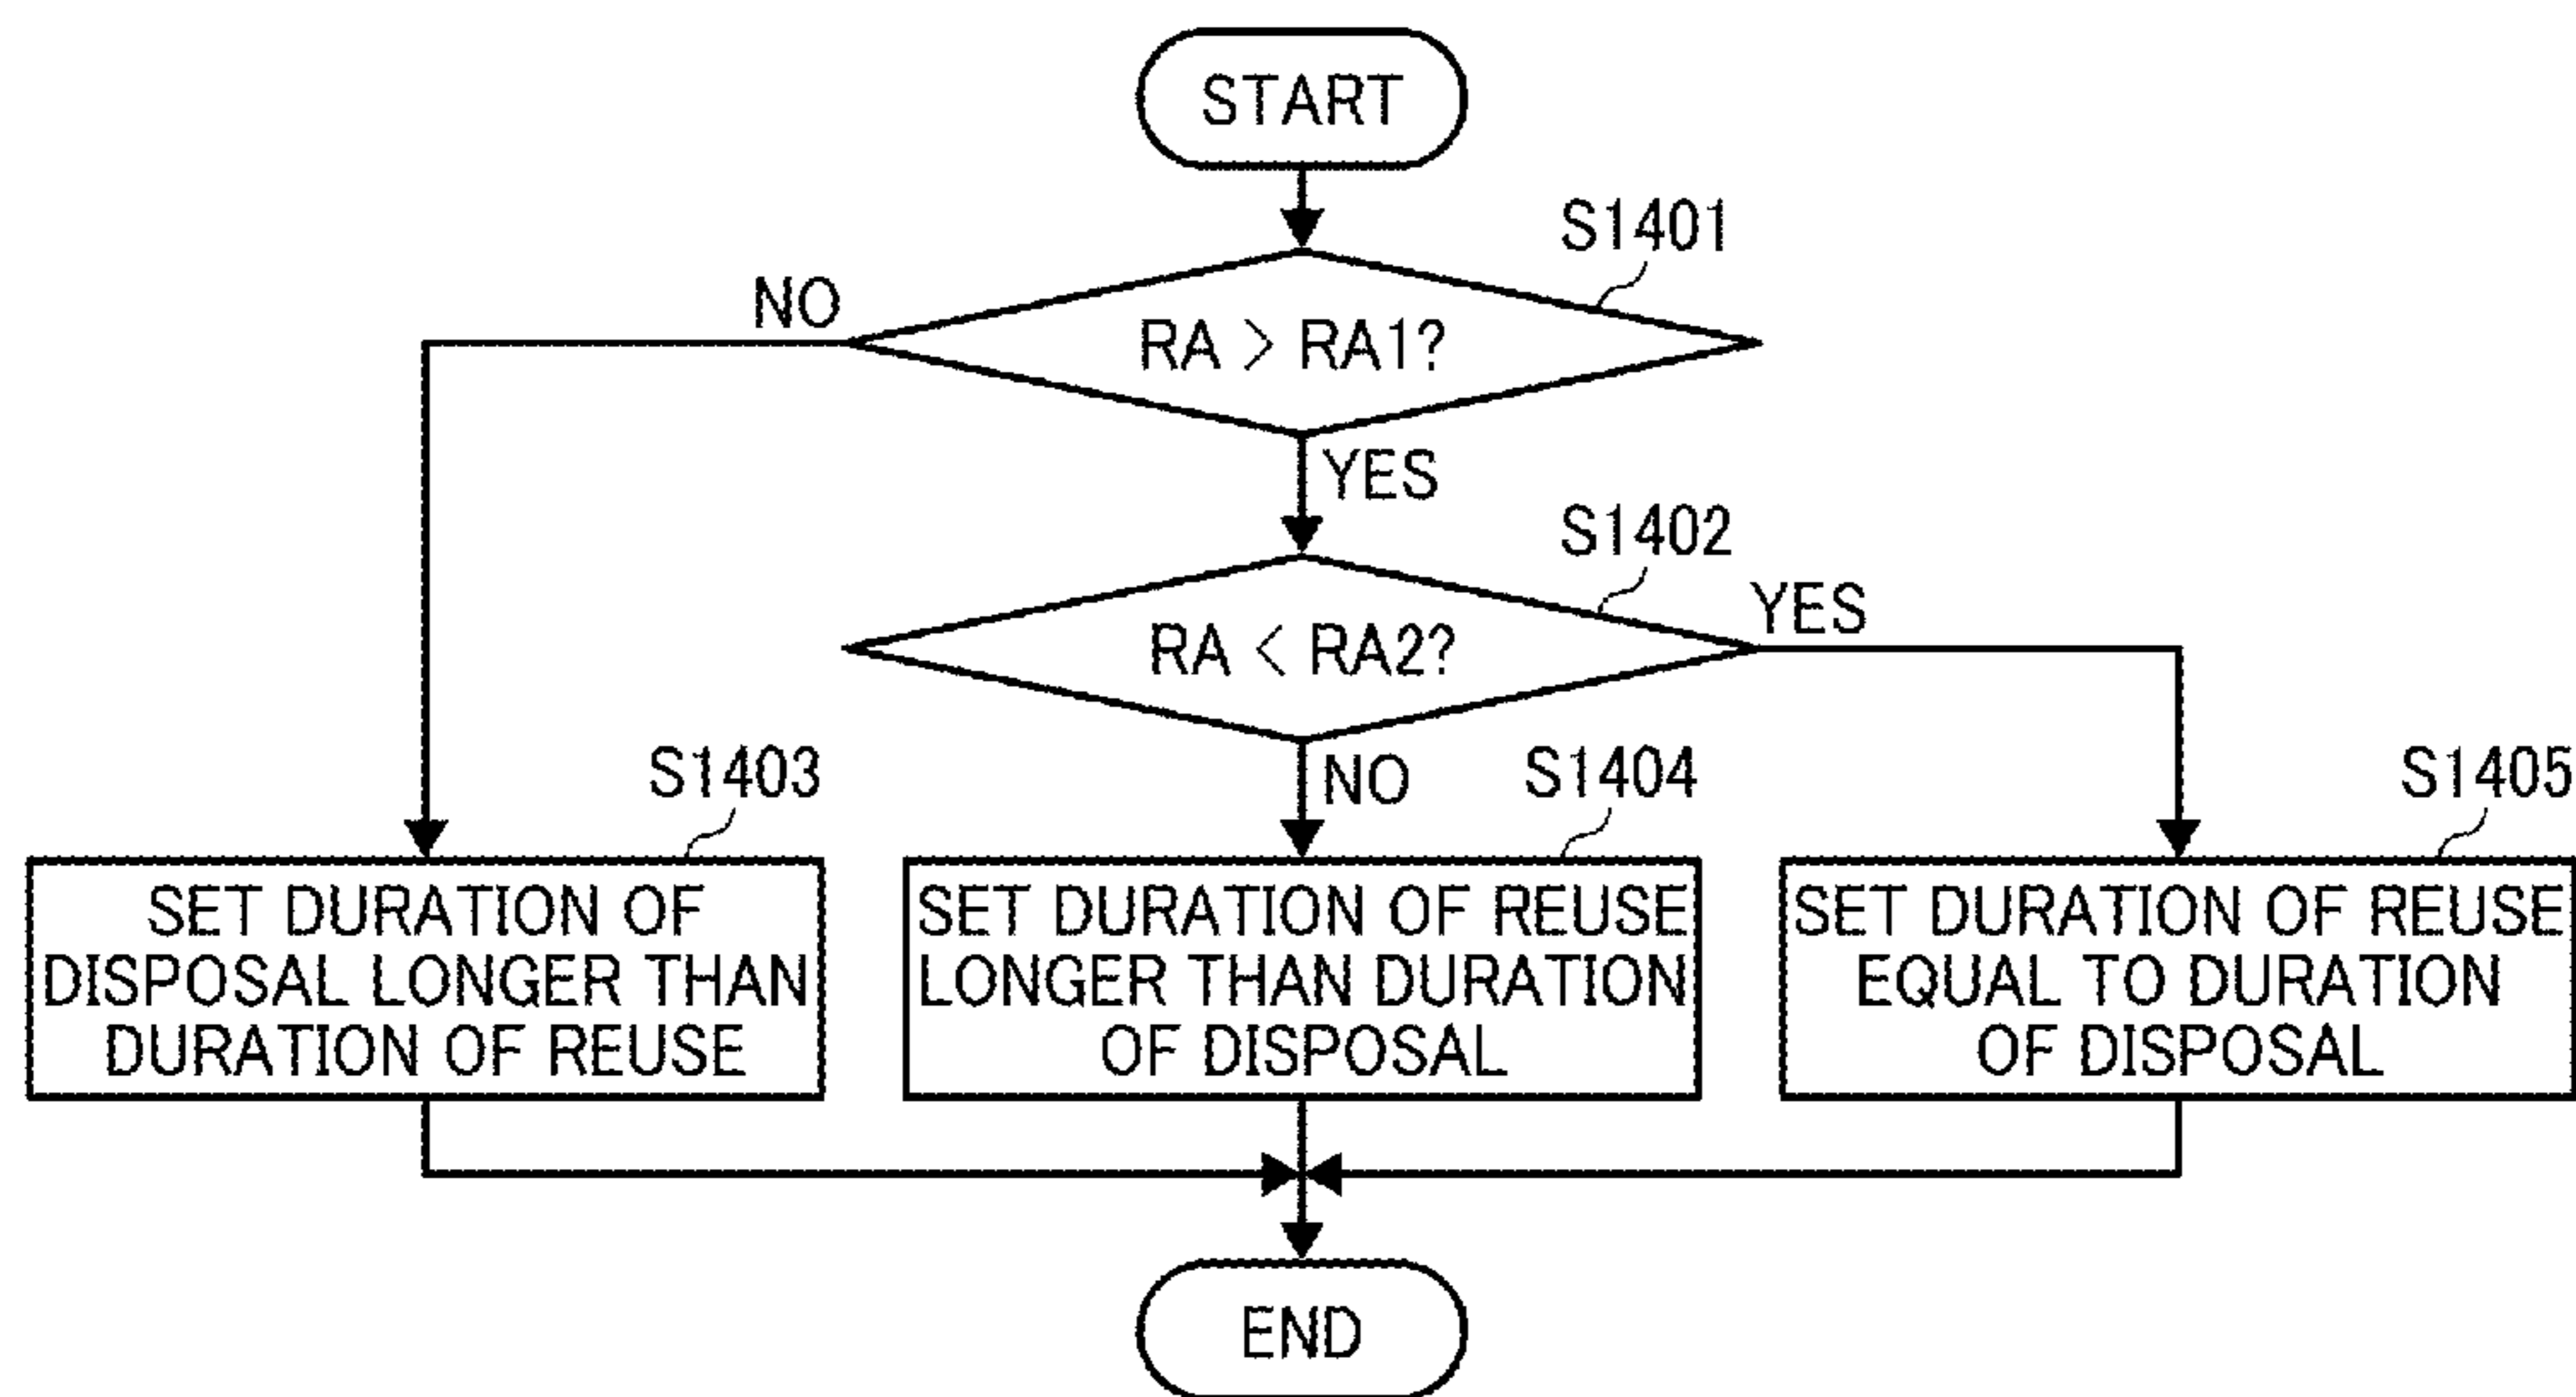 START
S1401
NO
RA > RA1?
YES
S1402
RA < RA2?
YES
NO
S1403
SET DURATION OF
DISPOSAL LONGER THAN
DURATION OF REUSE
S1404
SET DURATION OF REUSE
LONGER THAN DURATION
OF DISPOSAL
S1405
SET DURATION OF REUSE
EQUAL TO DURATION
OF DISPOSAL
END